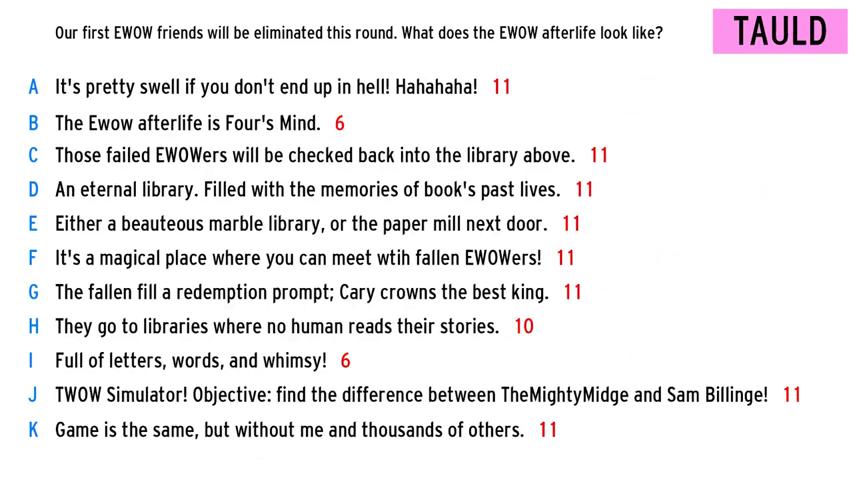 Our first EWOW friends will be eliminated this round. What does the EWOW afterlife look like?
TAULD
A It's pretty swell if you don't end up in hell! Hahahaha! 11
B The Ewow afterlife is Four's Mind. 6
C Those failed EWOWers will be checked back into the library above. 11
D An eternal library. Filled with the memories of book's past lives. 11
E Either a beauteous marble library, or the paper mill next door. 11
F It's a magical place where you can meet wtih fallen EWOWers! 11
G The fallen fill a redemption prompt; Cary crowns the best king. 11
H They go to libraries where no human reads their stories. 10
I Full of letters, words, and whimsy! 6
J TWOW Simulator! Objective: find the difference between TheMightyMidge and Sam Billinge! 11
K Game is the same, but without me and thousands of others. 11